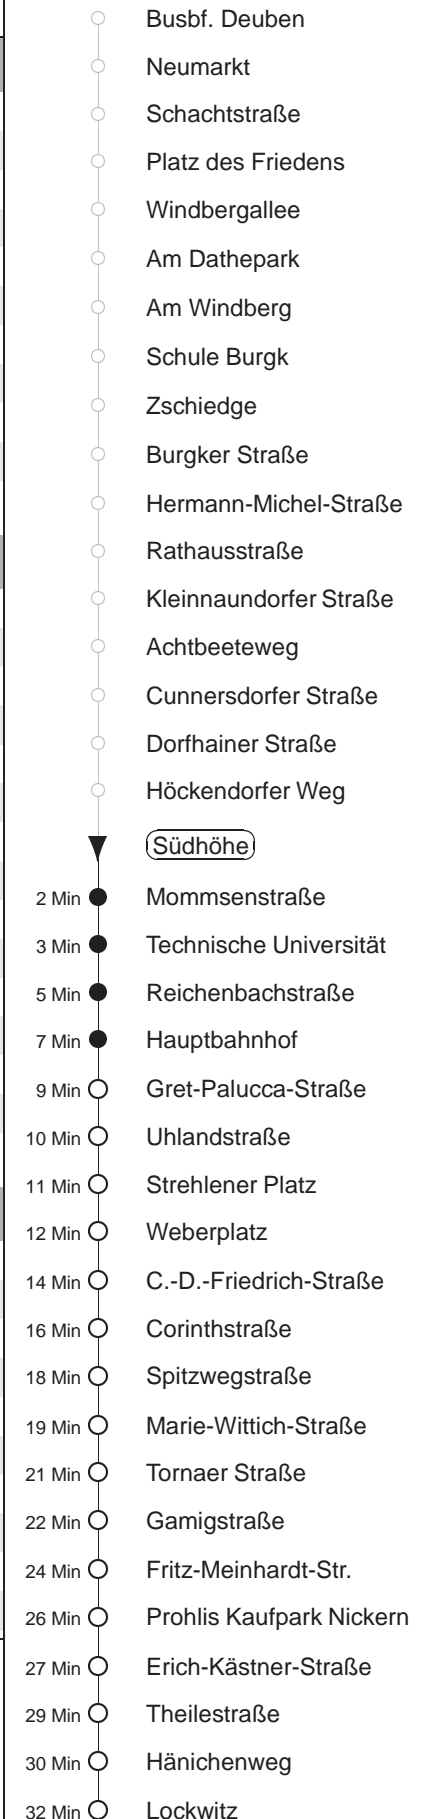 Busbf. Deuben
Neumarkt
Schachtstraße
Platz des Friedens
Windbergallee
Am Dathepark
Am Windberg
Schule Burgk
Zschiedge
Burgker Straße
Hermann-Michel-Straße
Rathausstraße
Kleinnaundorfer Straße
Achtbeeteweg
Cunnersdorfer Straße
Dorfhainer Straße
Höckendorfer Weg
Südhöhe
2 Min Mommsenstraße
3 Min Technische Universität
5 Min Reichenbachstraße
7 Min Hauptbahnhof
9 Min Gret-Palucca-Straße
10 Min Uhlandstraße
11 Min Strehlener Platz
12 Min Weberplatz
14 Min C.-D.-Friedrich-Straße
16 Min Corinthstraße
18 Min Spitzwegstraße
19 Min Marie-Wittich-Straße
21 Min Tornaer Straße
22 Min Gamigstraße
24 Min Fritz-Meinhardt-Str.
26 Min Prohlis Kaufpark Nickern
27 Min Erich-Kästner-Straße
29 Min Theilestraße
30 Min Hänichenweg
32 Min Lockwitz